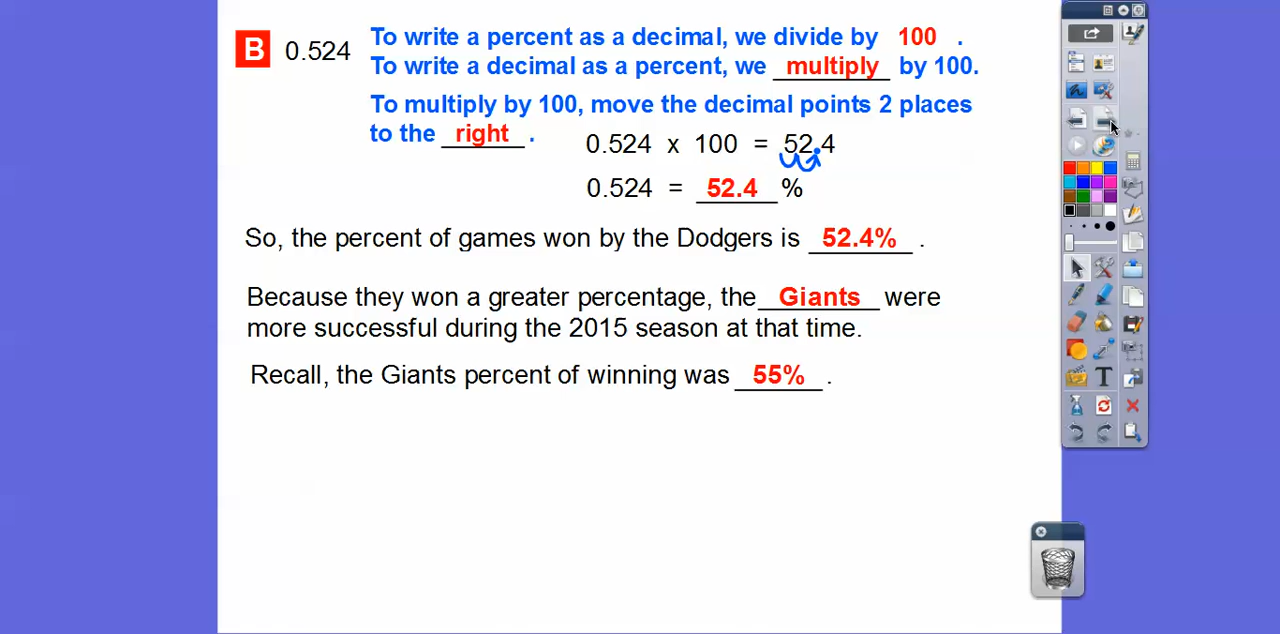 B 0.524
To write a percent as a decimal, we divide by 100 .
To write a decimal as a percent, we multiply by 100.
To multiply by 100, move the decimal points 2 places
to the right .
0.524 x 100 = 52.4
0.524 = 52.4 %
So, the percent of games won by the Dodgers is 52.4% .
Because they won a greater percentage, the Giants were
more successful during the 2015 season at that time.
Recall, the Giants percent of winning was 55% .
T